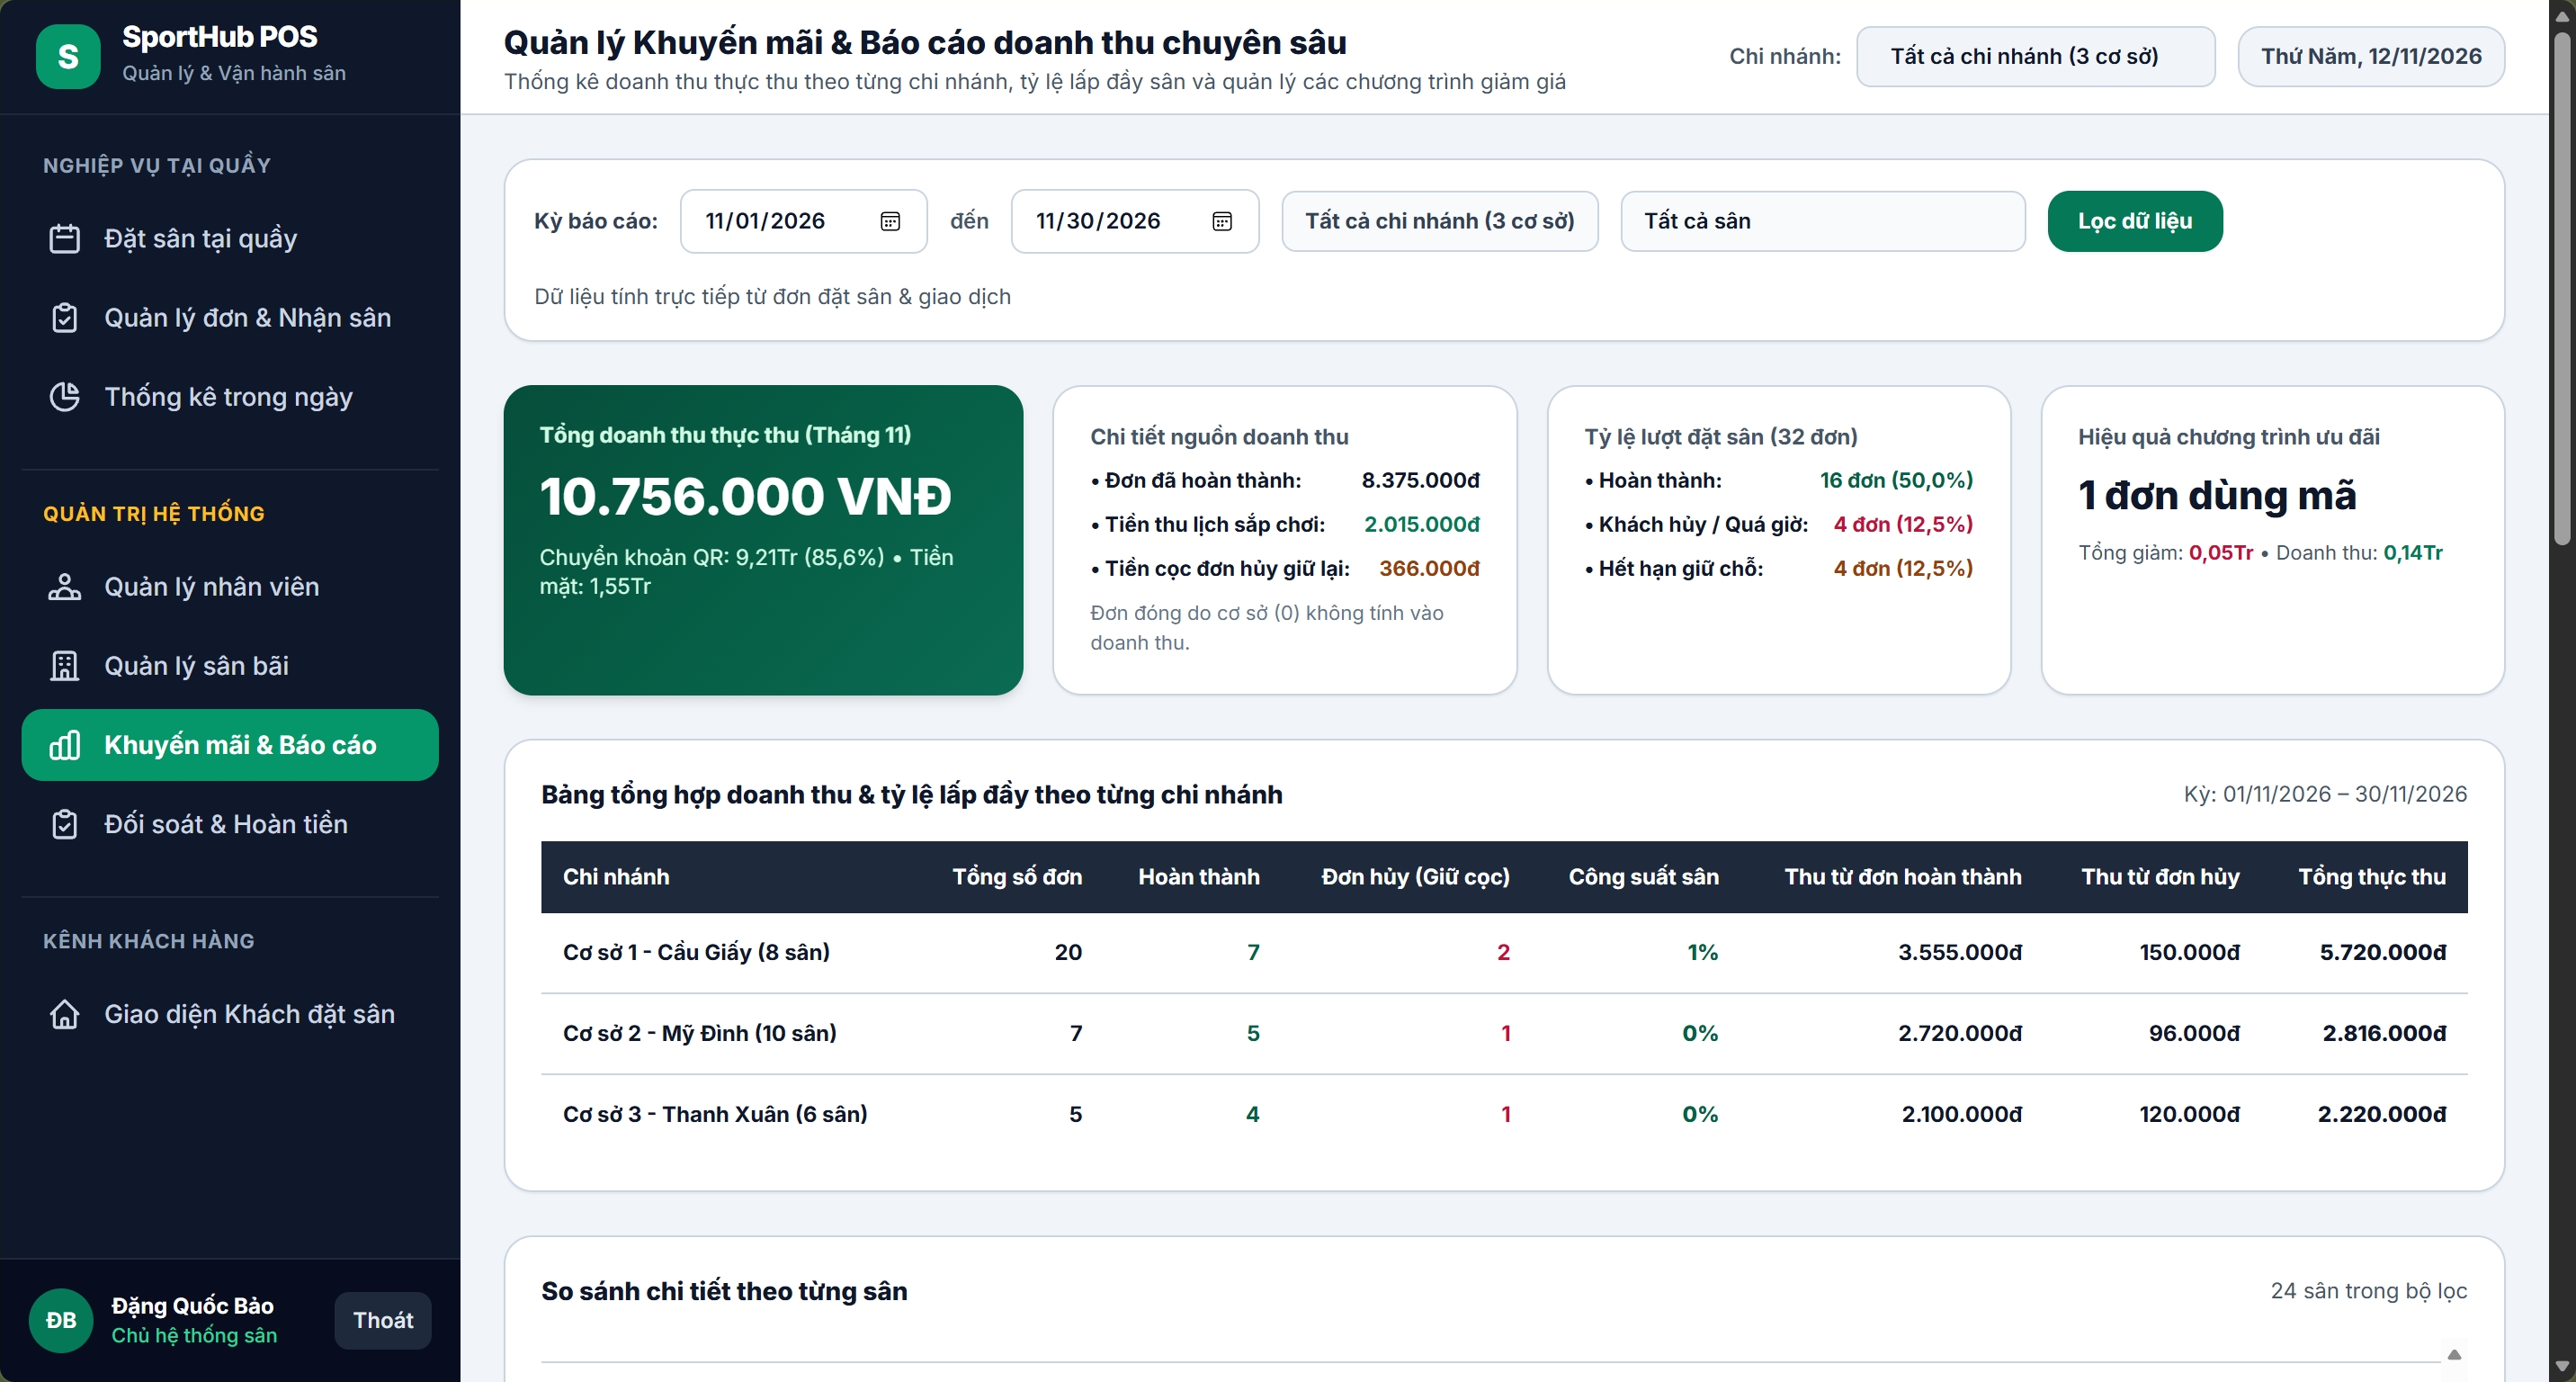 S
SportHub POS
Quản lý & Vận hành sân
NGHIỆP VỤ TẠI QUẦY
Đặt sân tại quầy
Quản lý đơn & Nhận sân
Thống kê trong ngày
QUẢN TRỊ HỆ THỐNG
Quản lý nhân viên
Quản lý sân bãi
Khuyến mãi & Báo cáo
Đối soát & Hoàn tiền
KÊNH KHÁCH HÀNG
Giao diện Khách đặt sân
ĐB
Đặng Quốc Bảo
Chủ hệ thống sân
Thoát
Quản lý Khuyến mãi & Báo cáo doanh thu chuyên sâu
Thống kê doanh thu thực thu theo từng chi nhánh, tỷ lệ lấp đầy sân và quản lý các chương trình giảm giá
Chi nhánh: Tất cả chi nhánh (3 cơ sở) Thứ Năm, 12/11/2026
Kỳ báo cáo: 11/01/2026 đến 11/30/2026 Tất cả chi nhánh (3 cơ sở) Tất cả sân Lọc dữ liệu
Dữ liệu tính trực tiếp từ đơn đặt sân & giao dịch
Tổng doanh thu thực thu (Tháng 11)
10.756.000 VNĐ
Chuyển khoản QR: 9,21Tr (85,6%) • Tiền
mặt: 1,55Tr
Chi tiết nguồn doanh thu
• Đơn đã hoàn thành: 8.375.000đ
• Tiền thu lịch sắp chơi: 2.015.000đ
• Tiền cọc đơn hủy giữ lại: 366.000đ
Đơn đóng do cơ sở (0) không tính vào
doanh thu.
Tỷ lệ lượt đặt sân (32 đơn)
• Hoàn thành: 16 đơn (50,0%)
• Khách hủy / Quá giờ: 4 đơn (12,5%)
• Hết hạn giữ chỗ: 4 đơn (12,5%)
Hiệu quả chương trình ưu đãi
1 đơn dùng mã
Tổng giảm: 0,05Tr • Doanh thu: 0,14Tr
Bảng tổng hợp doanh thu & tỷ lệ lấp đầy theo từng chi nhánh
Kỳ: 01/11/2026 – 30/11/2026
Chi nhánh Tổng số đơn Hoàn thành Đơn hủy (Giữ cọc) Công suất sân Thu từ đơn hoàn thành Thu từ đơn hủy Tổng thực thu
Cơ sở 1 - Cầu Giấy (8 sân) 20 7 2 1% 3.555.000đ 150.000đ 5.720.000đ
Cơ sở 2 - Mỹ Đình (10 sân) 7 5 1 0% 2.720.000đ 96.000đ 2.816.000đ
Cơ sở 3 - Thanh Xuân (6 sân) 5 4 1 0% 2.100.000đ 120.000đ 2.220.000đ
So sánh chi tiết theo từng sân
24 sân trong bộ lọc